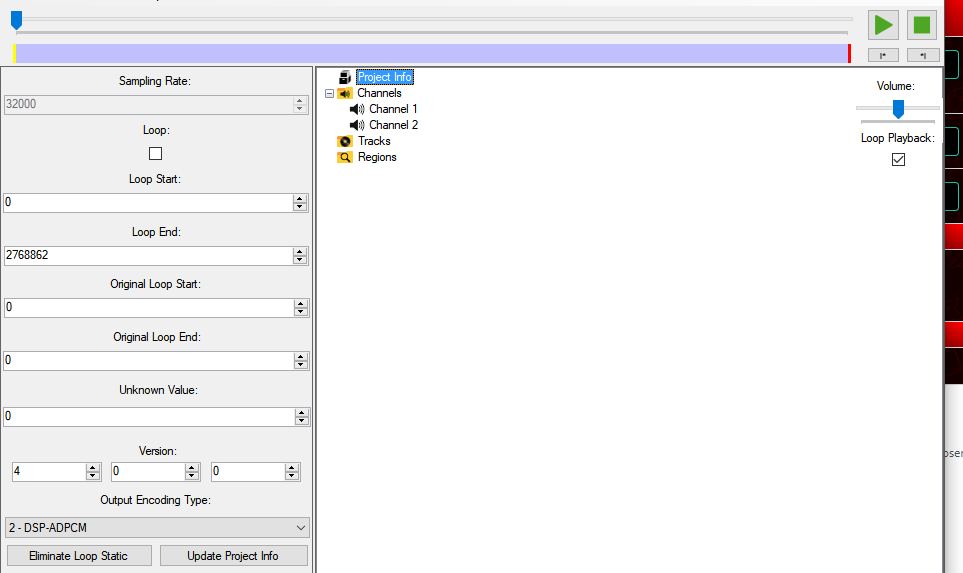 Sampling Rate:
32000
Loop:
Loop Start:
0
Loop End:
2768862
Original Loop Start:
0
Original Loop End:
0
Unknown Value:
0
Version:
4 0 0
Output Encoding Type:
2 - DSP-ADPCM
Eliminate Loop Static Update Project Info
Project Info
Channels
Channel 1
Channel 2
Tracks
Regions
|* *|
Volume:
Loop Playback:
oser